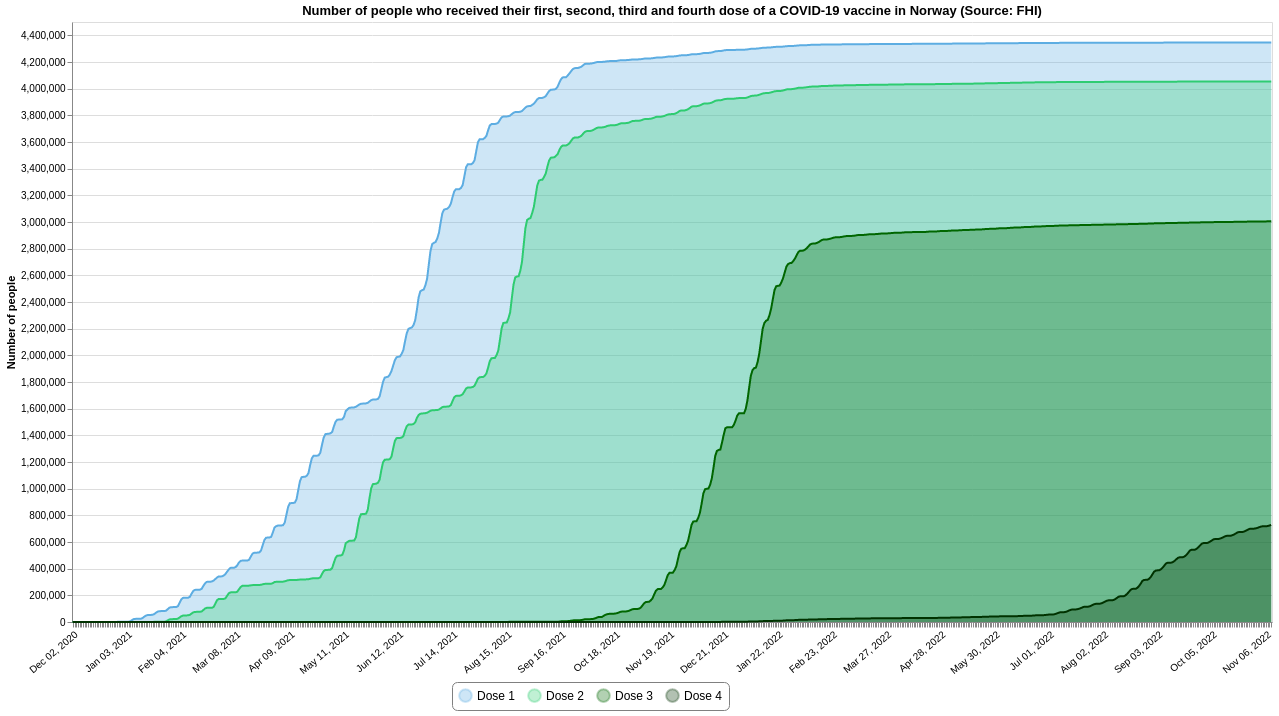 Number of people who received their first, second, third and fourth dose of a COVID-19 vaccine in Norway (Source: FHI)
Number of people
4,400,000
4,200,000
4,000,000
3,800,000
3,600,000
3,400,000
3,200,000
3,000,000
2,800,000
2,600,000
2,400,000
2,200,000
2,000,000
1,800,000
1,600,000
1,400,000
1,200,000
1,000,000
800,000
600,000
400,000
200,000
0
Dec 02, 2020
Jan 03, 2021
Feb 04, 2021
Mar 08, 2021
Apr 09, 2021
May 11, 2021
Jun 12, 2021
Jul 14, 2021
Aug 15, 2021
Sep 16, 2021
Oct 18, 2021
Nov 19, 2021
Dec 21, 2021
Jan 22, 2022
Feb 23, 2022
Mar 27, 2022
Apr 28, 2022
May 30, 2022
Jul 01, 2022
Aug 02, 2022
Sep 03, 2022
Oct 05, 2022
Nov 06, 2022
Dose 1 Dose 2 Dose 3 Dose 4